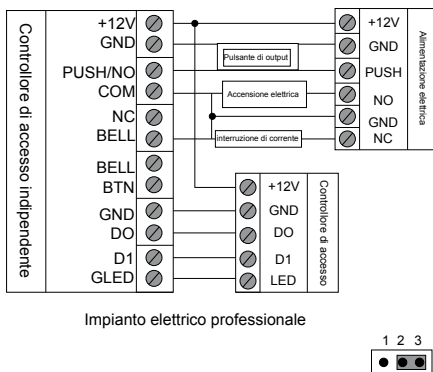 Controllore di accesso indipendente
+12V
GND
PUSH/NO
COM
NC
BELL
BELL
BTN
GND
DO
D1
GLED
Pulsante di output
Accensione elettrica
interruzione di corrente
+12V
GND
PUSH
NO
GND
NC
Alimentazione elettrica
+12V
GND
DO
D1
LED
Controllore di accesso
Impianto elettrico professionale
1 2 3